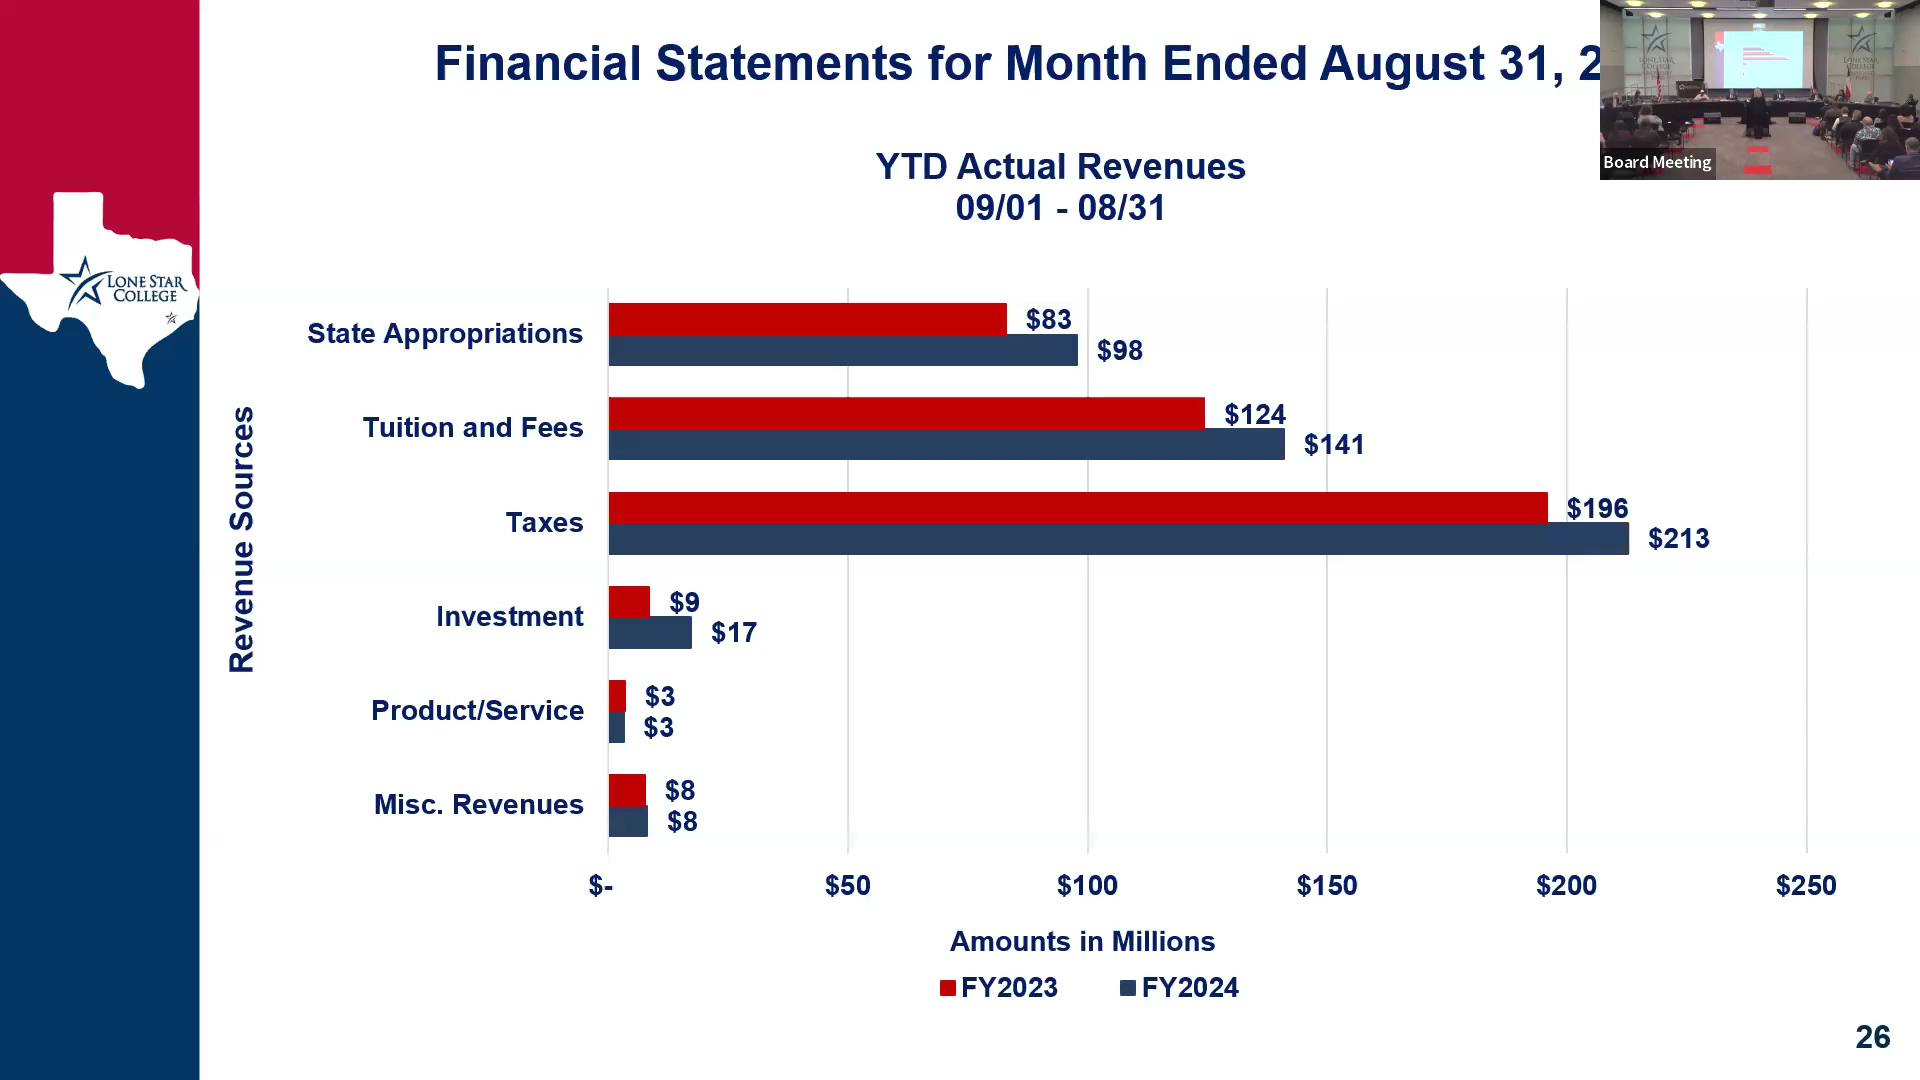 Financial Statements for Month Ended August 31, 2
Board Meeting
YTD Actual Revenues
09/01 - 08/31
LONE STAR
COLLEGE
Revenue Sources
State Appropriations
$83
$98
Tuition and Fees
$124
$141
Taxes
$196
$213
Investment
$9
$17
Product/Service
$3
$3
Misc. Revenues
$8
$8
$- $50 $100 $150 $200 $250
Amounts in Millions
FY2023 FY2024
26